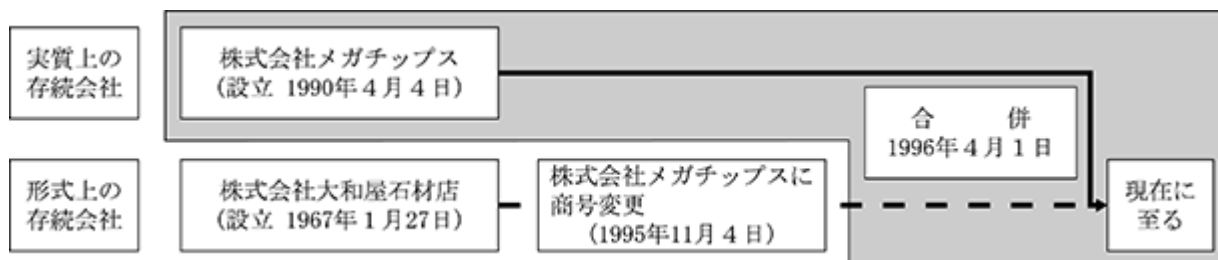 実質上の
存続会社
株式会社メガチップス
(設立 1990年４月４日)
合　　併
1996年４月１日
形式上の
存続会社
株式会社大和屋石材店
(設立 1967年１月27日)
株式会社メガチップスに
商号変更
(1995年11月４日)
現在に
至る